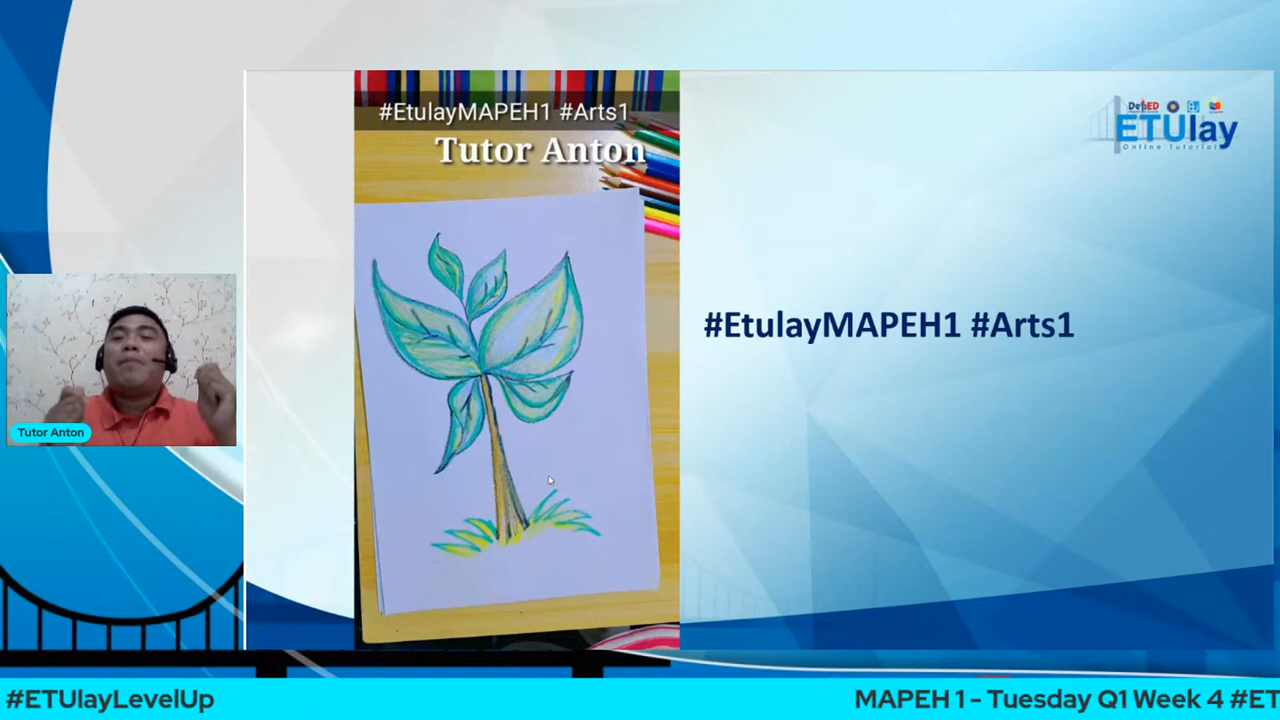 #EtulayMAPEH1 #Arts1
Tutor Anton
DepED
ETUlay
Online Tutorial
#EtulayMAPEH1 #Arts1
Tutor Anton
#ETUlayLevelUp
MAPEH 1 - Tuesday Q1 Week 4 #ET